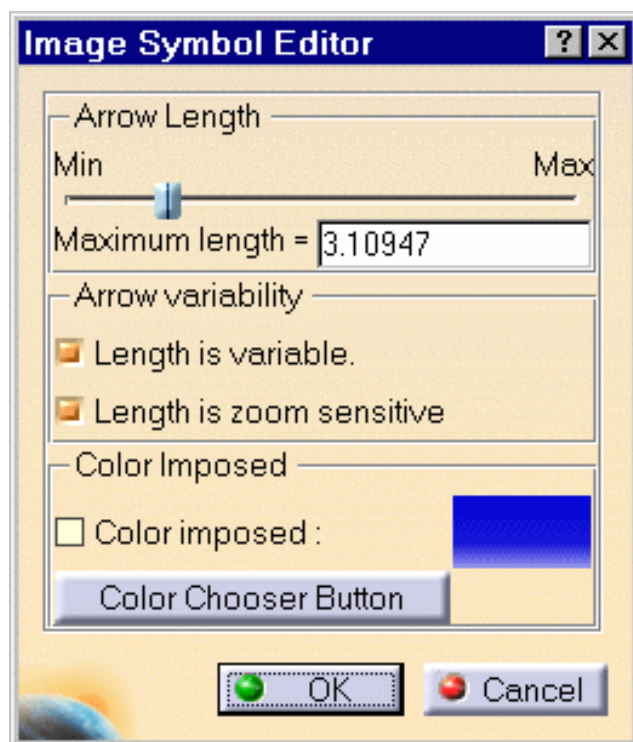 Image Symbol Editor ? ×
Arrow Length
Min Max
Maximum length = 3.10947
Arrow variability
Length is variable.
Length is zoom sensitive
Color Imposed
Color imposed :
Color Chooser Button
OK Cancel